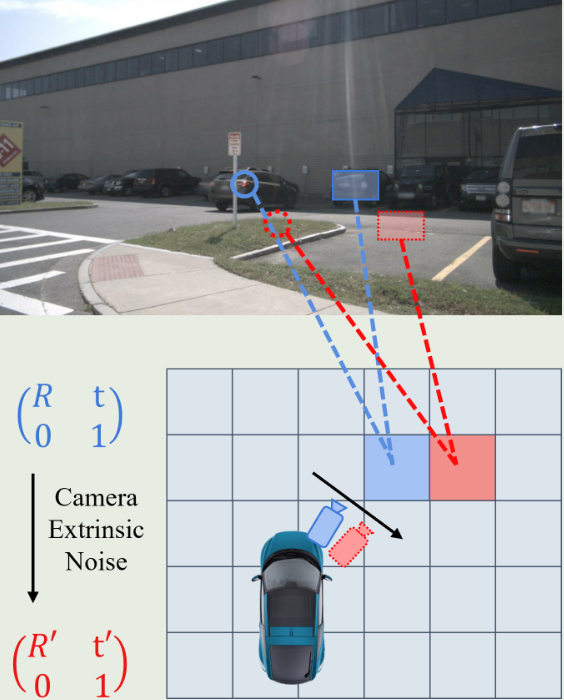 (R t
0 1)
Camera
Extrinsic
Noise
(R′ t′
0 1)